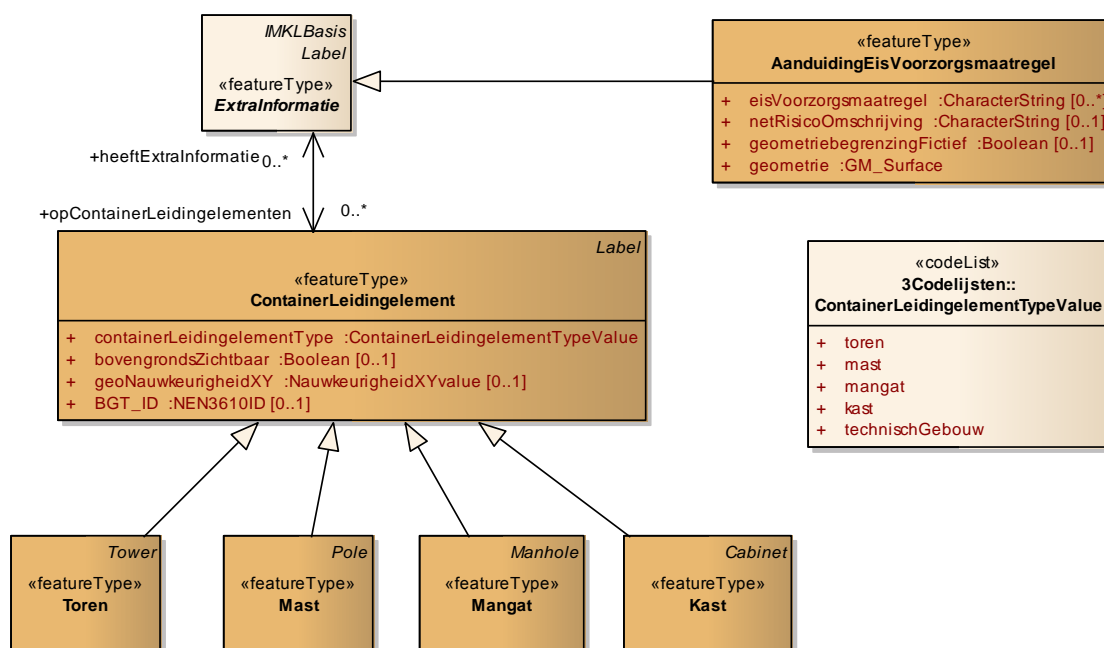 IMKLBasis
Label
«featureType»
ExtraInformatie
«featureType»
AanduidingEisVoorzorgsmaatregel
+ eisVoorzorgsmaatregel :CharacterString [0..*]
+ netRisicoOmschrijving :CharacterString [0..1]
+ geometriebegrenzingFictief :Boolean [0..1]
+ geometrie :GM_Surface
+heeftExtraInformatie 0..*
+opContainerLeidingelementen 0..*
Label
«featureType»
ContainerLeidingelement
+ containerLeidingelementType :ContainerLeidingelementTypeValue
+ bovengrondsZichtbaar :Boolean [0..1]
+ geoNauwkeurigheidXY :NauwkeurigheidXYvalue [0..1]
+ BGT_ID :NEN3610ID [0..1]
«codeList»
3Codelijsten::
ContainerLeidingelementTypeValue
+ toren
+ mast
+ mangat
+ kast
+ technischGebouw
Tower
«featureType»
Toren
Pole
«featureType»
Mast
Manhole
«featureType»
Mangat
Cabinet
«featureType»
Kast